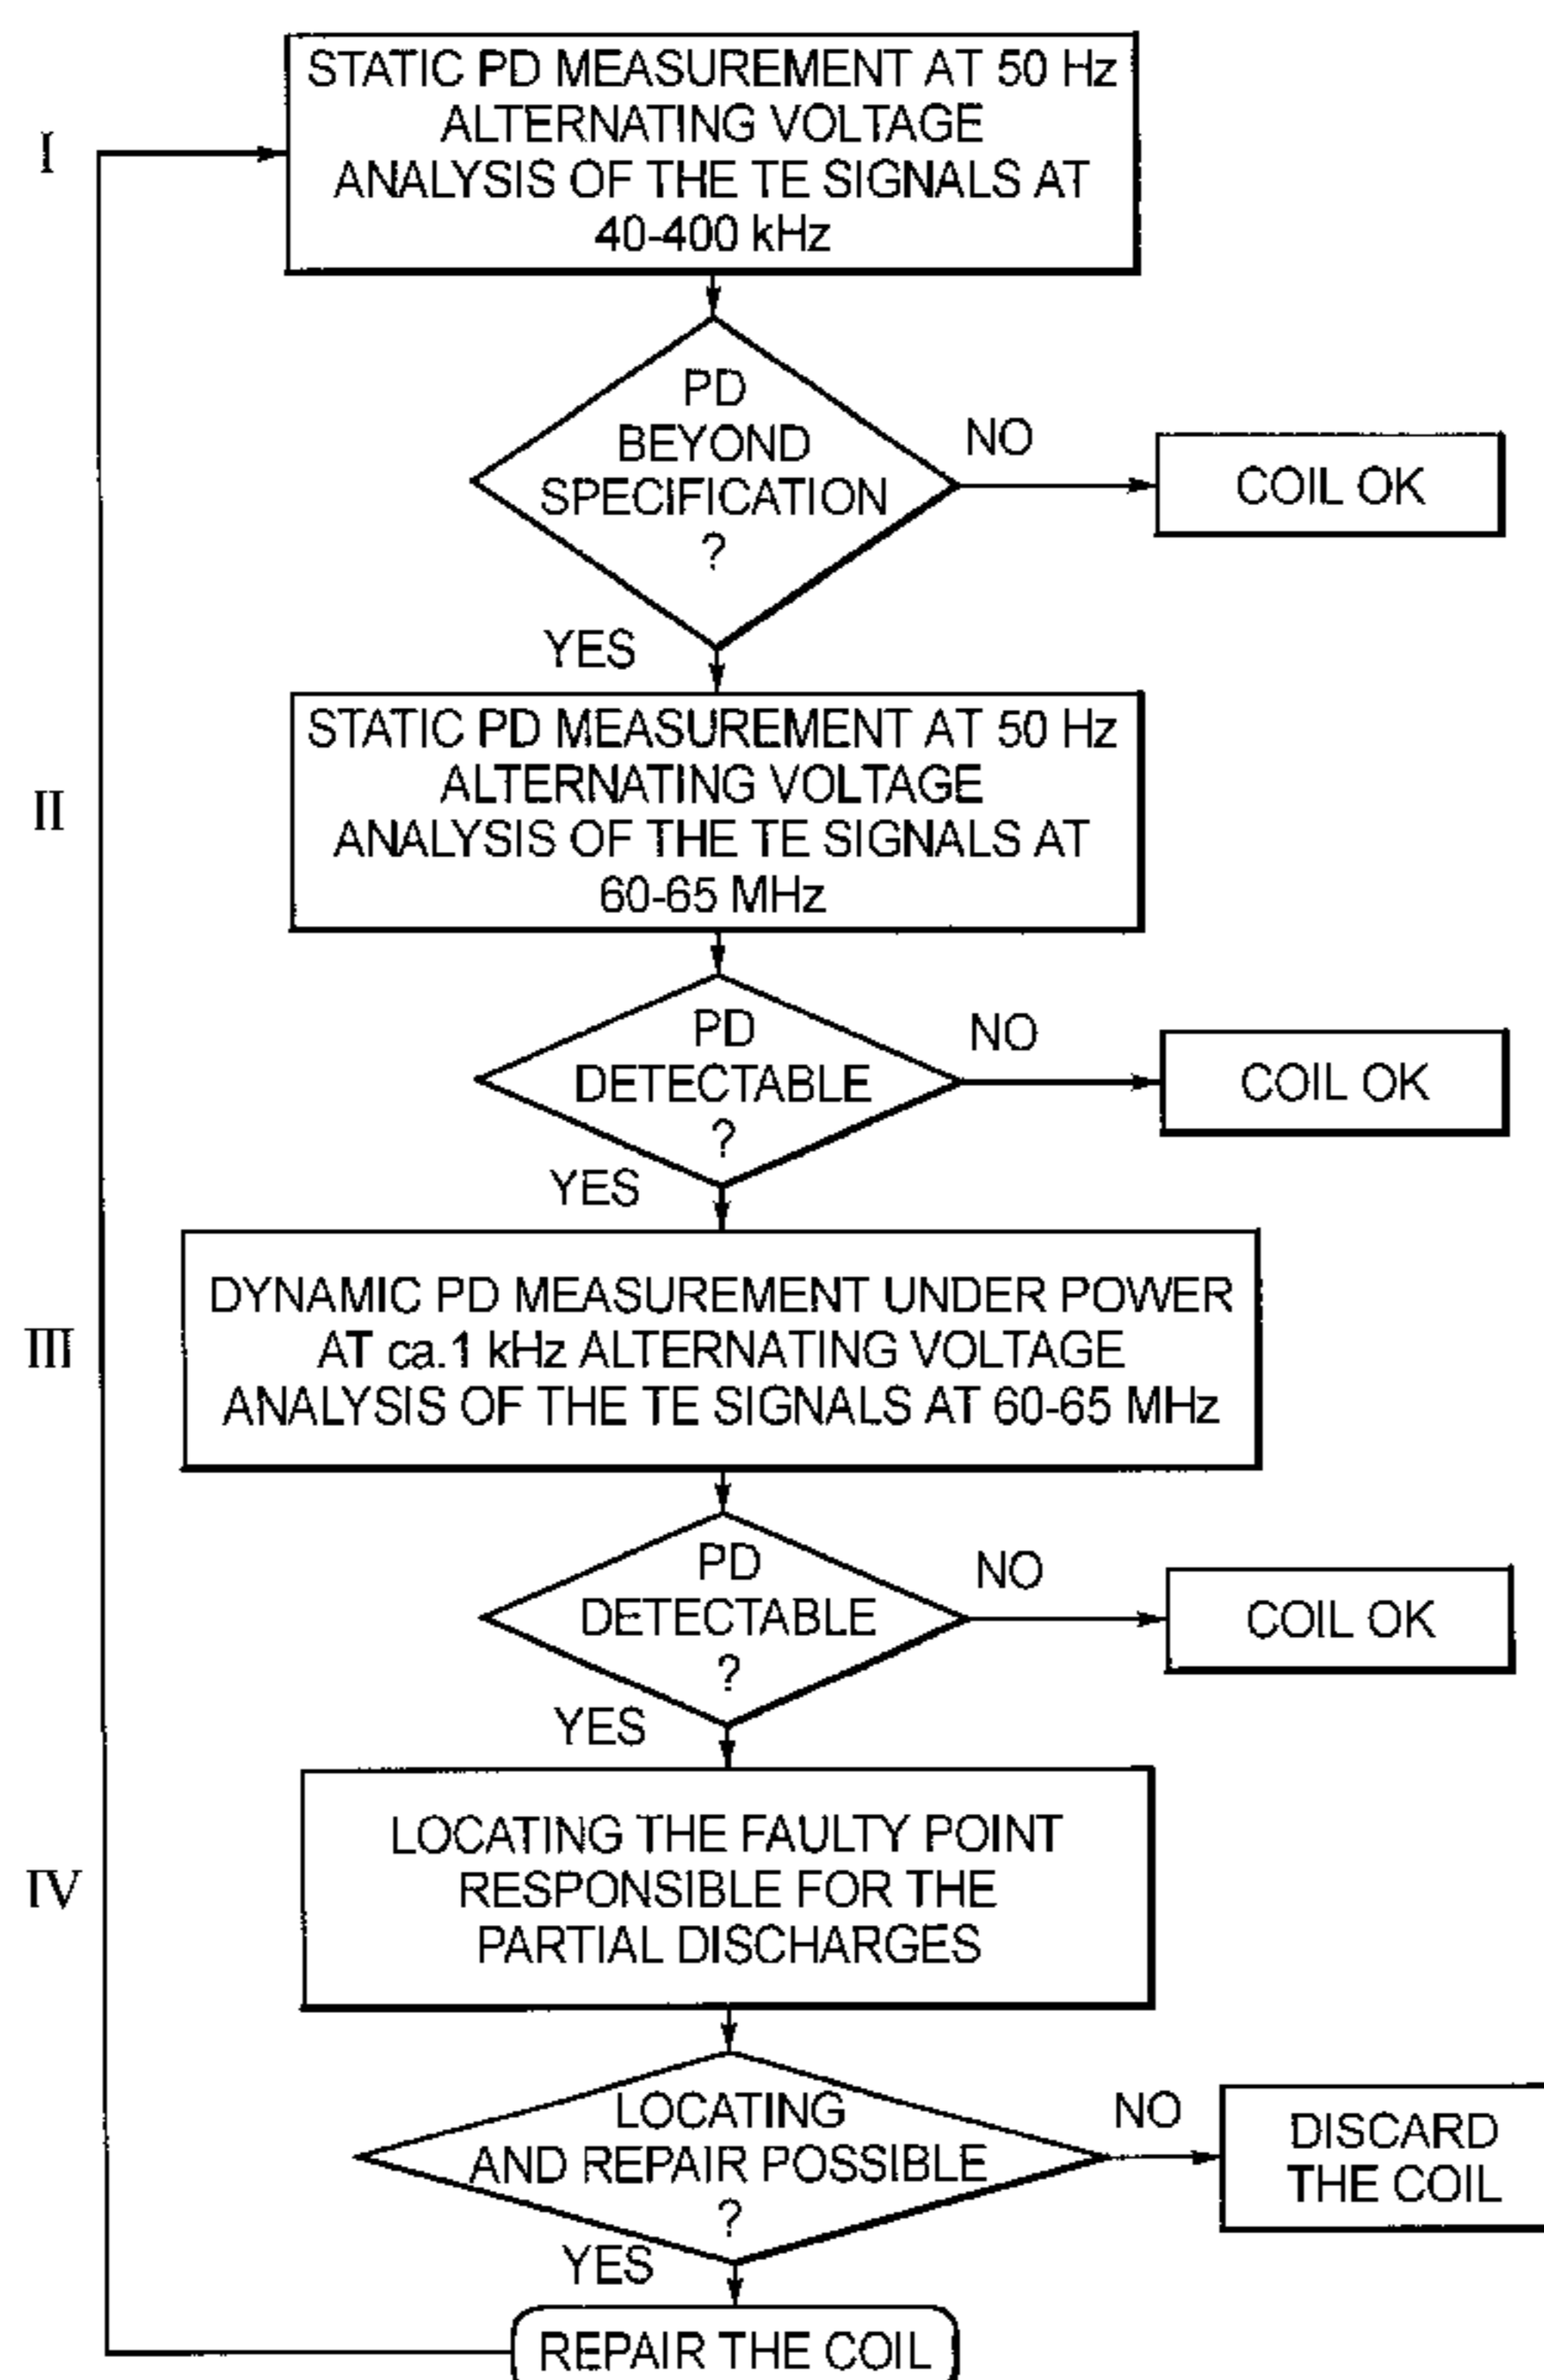 I
STATIC PD MEASUREMENT AT 50 Hz
ALTERNATING VOLTAGE
ANALYSIS OF THE TE SIGNALS AT
40-400 kHz
PD
BEYOND
SPECIFICATION
?
NO
COIL OK
YES
II
STATIC PD MEASUREMENT AT 50 Hz
ALTERNATING VOLTAGE
ANALYSIS OF THE TE SIGNALS AT
60-65 MHz
PD
DETECTABLE
?
NO
COIL OK
YES
III
DYNAMIC PD MEASUREMENT UNDER POWER
AT ca.1 kHz ALTERNATING VOLTAGE
ANALYSIS OF THE TE SIGNALS AT 60-65 MHz
PD
DETECTABLE
?
NO
COIL OK
YES
IV
LOCATING THE FAULTY POINT
RESPONSIBLE FOR THE
PARTIAL DISCHARGES
LOCATING
AND REPAIR POSSIBLE
?
NO
DISCARD
THE COIL
YES
REPAIR THE COIL